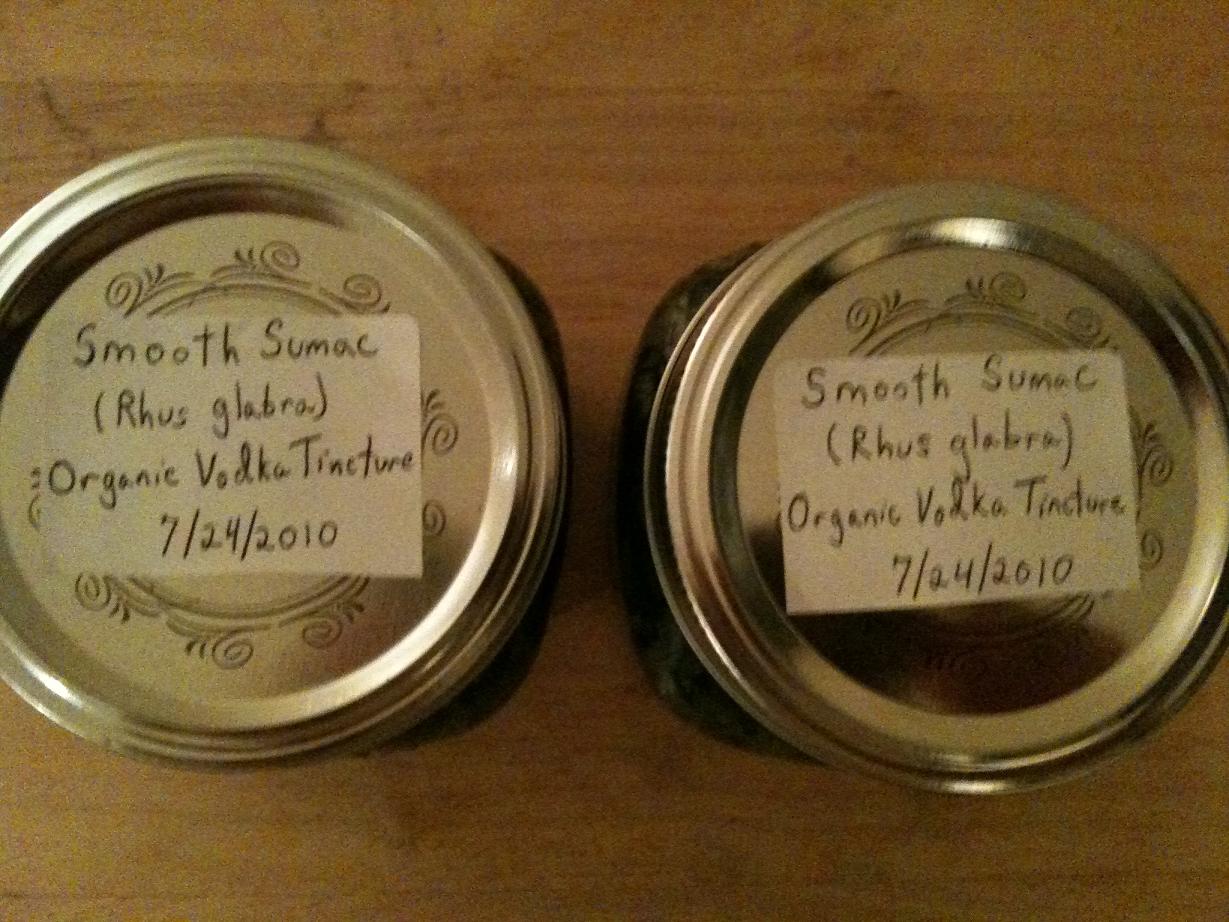 Smooth Sumac
(Rhus glabra)
Organic Vodka Tincture
7/24/2010
Smooth Sumac
(Rhus glabra)
Organic Vodka Tincture
7/24/2010